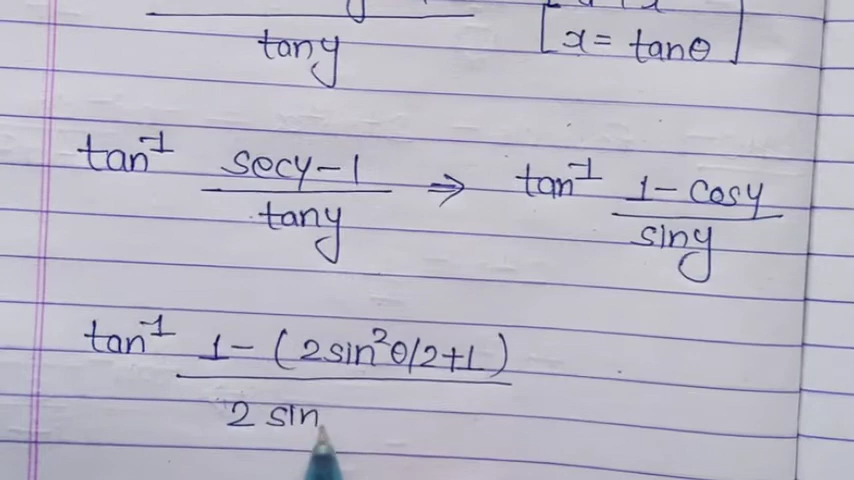 tany [x = tanθ]
tan⁻¹ secy-1 / tany ⇒ tan⁻¹ 1-cosy / siny
tan⁻¹ 1-(2sin²θ/2+1) / 2 sin